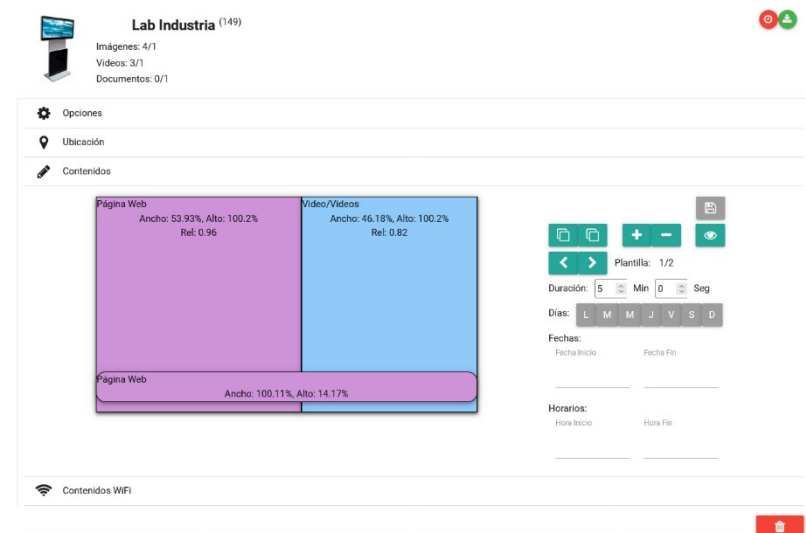 Lab Industria (149)
Imágenes: 4/1
Videos: 3/1
Documentos: 0/1
Opciones
Ubicación
Contenidos
Página Web
Ancho: 53.93%, Alto: 100.2%
Rel: 0.96
Video/Videos
Ancho: 46.18%, Alto: 100.2%
Rel: 0.82
Página Web
Ancho: 100.11%, Alto: 14.17%
Plantilla: 1/2
Duración: 5 Min 0 Seg
Días: L M M J V S D
Fechas:
Fecha Inicio Fecha Fin
Horarios:
Hora Inicio Hora Fin
Contenidos WiFi